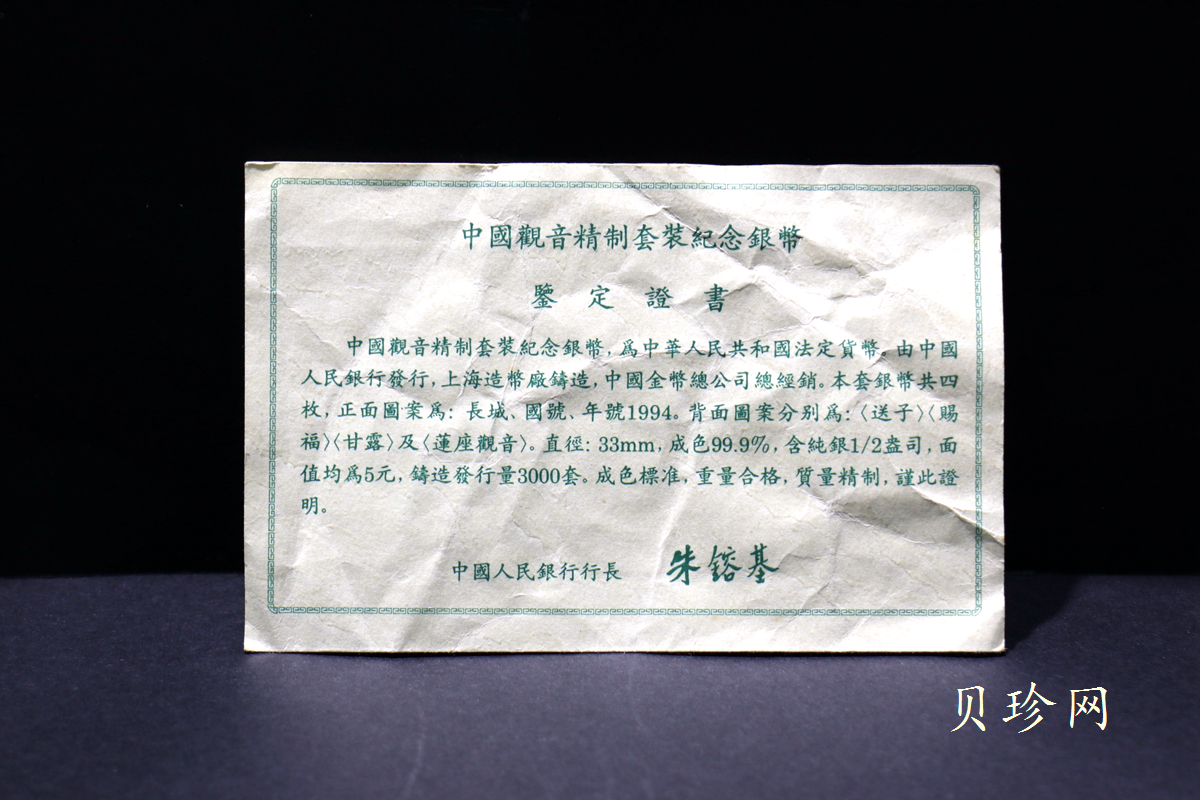 中國觀音精制套裝紀念銀幣
鑒定證書
中國觀音精制套裝紀念銀幣，爲中華人民共和國法定貨幣。由中國
人民銀行發行，上海造幣廠鑄造，中國金幣總公司總經銷。本套銀幣共四
枚，正面圖案爲：長城、國號、年號1994。背面圖案分别爲：〈送子〉〈賜
福〉〈甘露〉及〈蓮座觀音〉。直徑：33mm，成色99.9%，含純銀1/2盎司，面
值均爲5元，鑄造發行量3000套。成色標准，重量合格，質量精制，謹此證
明。
中國人民銀行行長 朱鎔基
贝珍网